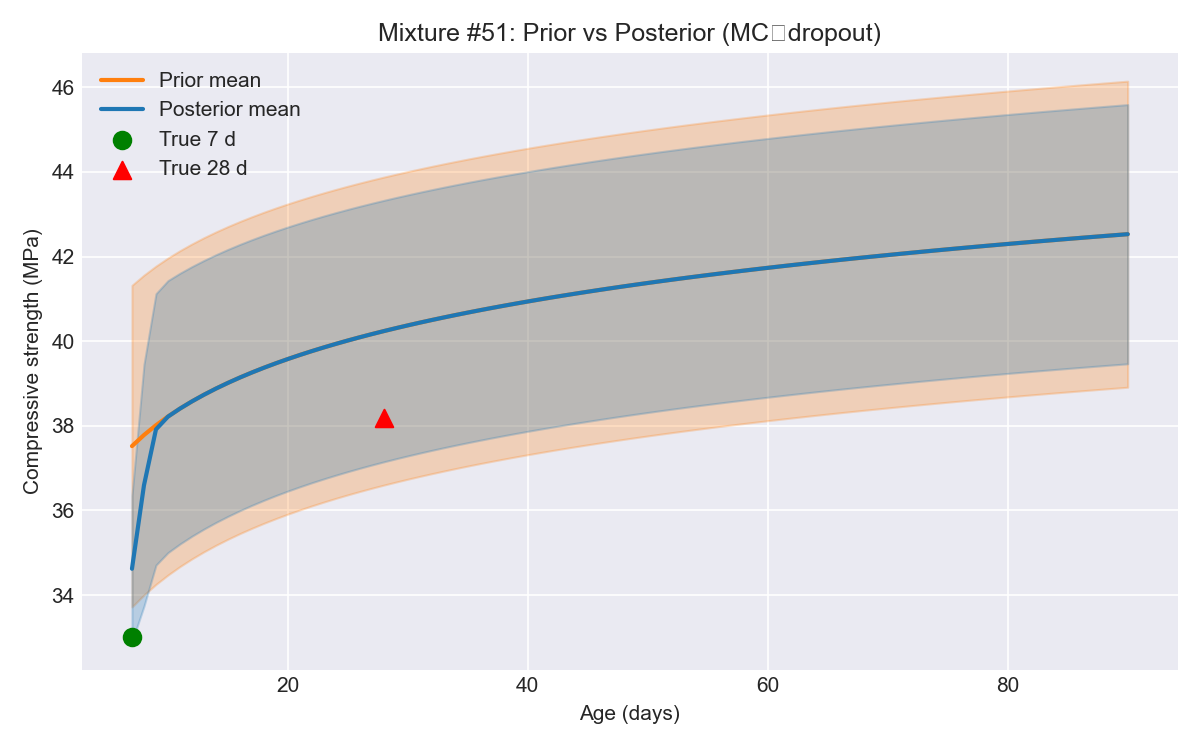 Mixture #51: Prior vs Posterior (MC□dropout)
Prior mean
Posterior mean
True 7 d
True 28 d
46
44
42
40
38
36
34
Compressive strength (MPa)
20
40
60
80
Age (days)